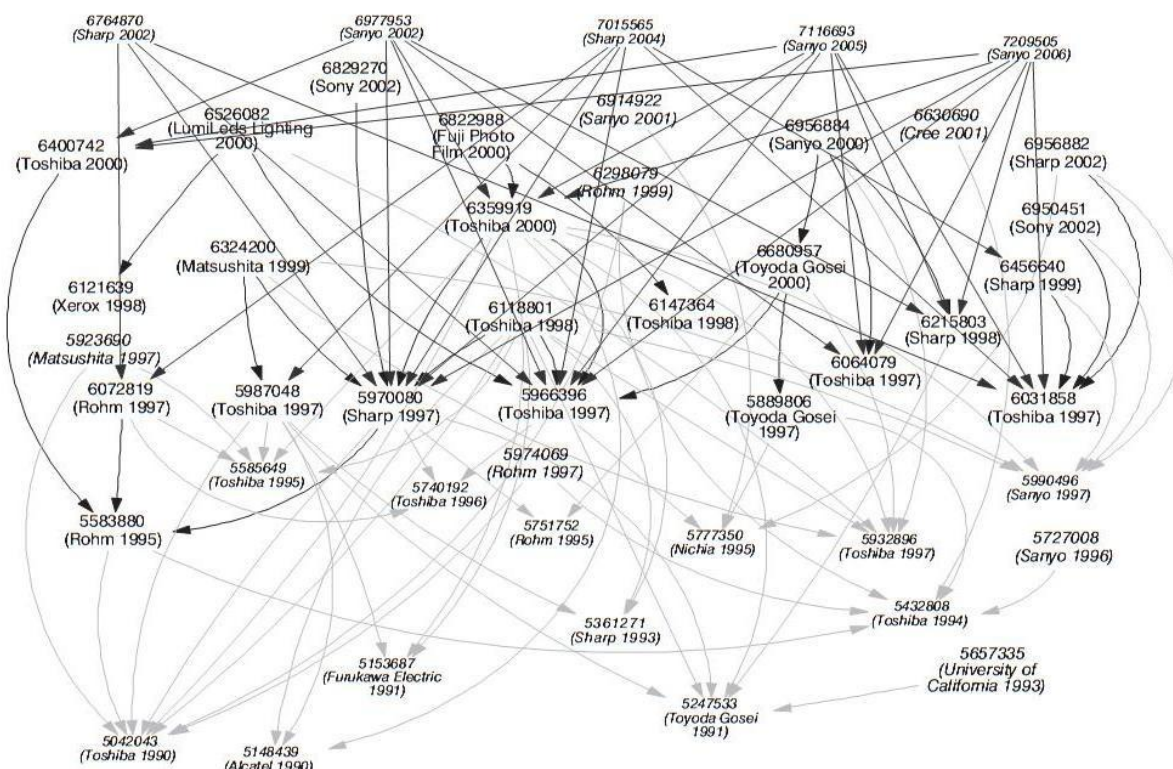 6764870
(Sharp 2002)
6977953
(Sanyo 2002)
7015565
(Sharp 2004)
7116693
(Sanyo 2005)
7209505
(Sanyo 2006)
6829270
(Sony 2002)
6914922
(Sanyo 2001)
6630690
(Cree 2001)
6526082
(LumiLeds Lighting
2000)
6822988
(Fuji Photo
Film 2000)
6956884
(Sanyo 2000)
6400742
(Toshiba 2000)
6956882
(Sharp 2002)
6298079
(Rohm 1999)
6359919
(Toshiba 2000)
6950451
(Sony 2002)
6324200
(Matsushita 1999)
6680957
(Toyoda Gosei
2000)
6456640
(Sharp 1999)
6121639
(Xerox 1998)
6118801
(Toshiba 1998)
6147364
(Toshiba 1998)
6215803
(Sharp 1998)
5923690
(Matsushita 1997)
6064079
(Toshiba 1997)
6072819
(Rohm 1997)
5987048
(Toshiba 1997)
5970080
(Sharp 1997)
5966396
(Toshiba 1997)
5889806
(Toyoda Gosei
1997)
6031858
(Toshiba 1997)
5974069
(Rohm 1997)
5585649
(Toshiba 1995)
5740192
(Toshiba 1996)
5990496
(Sanyo 1997)
5583880
(Rohm 1995)
5751752
(Rohm 1995)
5777350
(Nichia 1995)
5932896
(Toshiba 1997)
5727008
(Sanyo 1996)
5432808
(Toshiba 1994)
5361271
(Sharp 1993)
5153687
(Furukawa Electric
1991)
5657335
(University of
California 1993)
5247533
(Toyoda Gosei
1991)
5042043
(Toshiba 1990)
5148439
(Alcatel 1990)